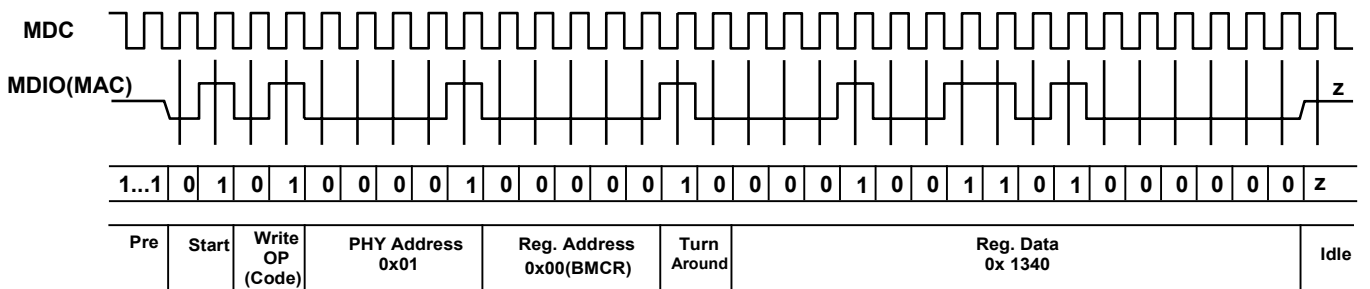 MDC
MDIO(MAC)
z
1...1 0 1 0 1 0 0 0 0 1 0 0 0 0 0 1 0 0 0 0 1 0 0 1 1 0 1 0 0 0 0 0 0 z
Pre Start Write PHY Address Reg. Address Turn Reg. Data Idle
OP 0x01 0x00(BMCR) Around 0x 1340
(Code)